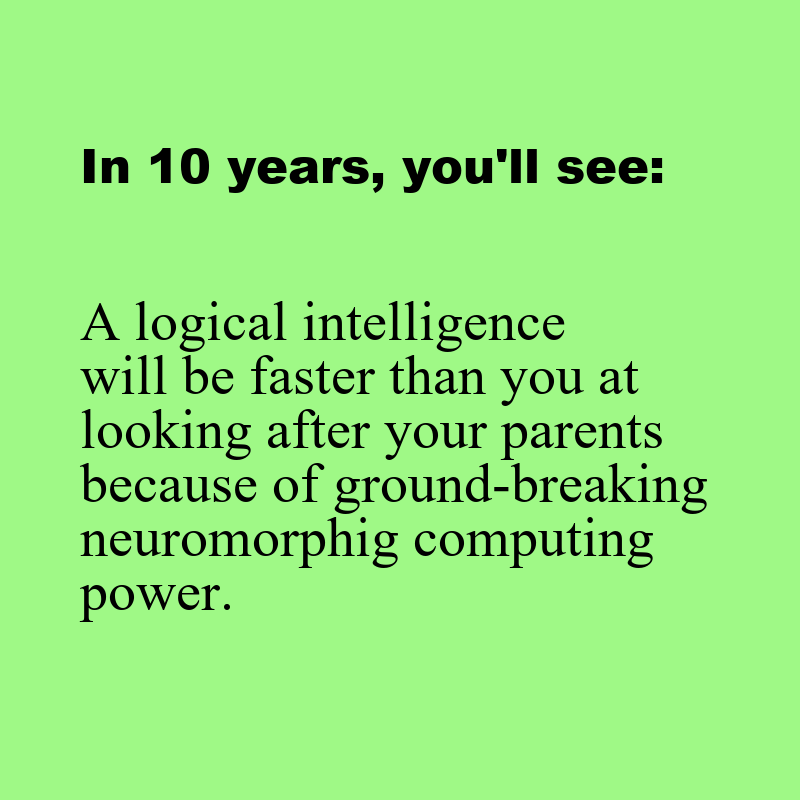 In 10 years, you'll see:
A logical intelligence
will be faster than you at
looking after your parents
because of ground-breaking
neuromorphig computing
power.